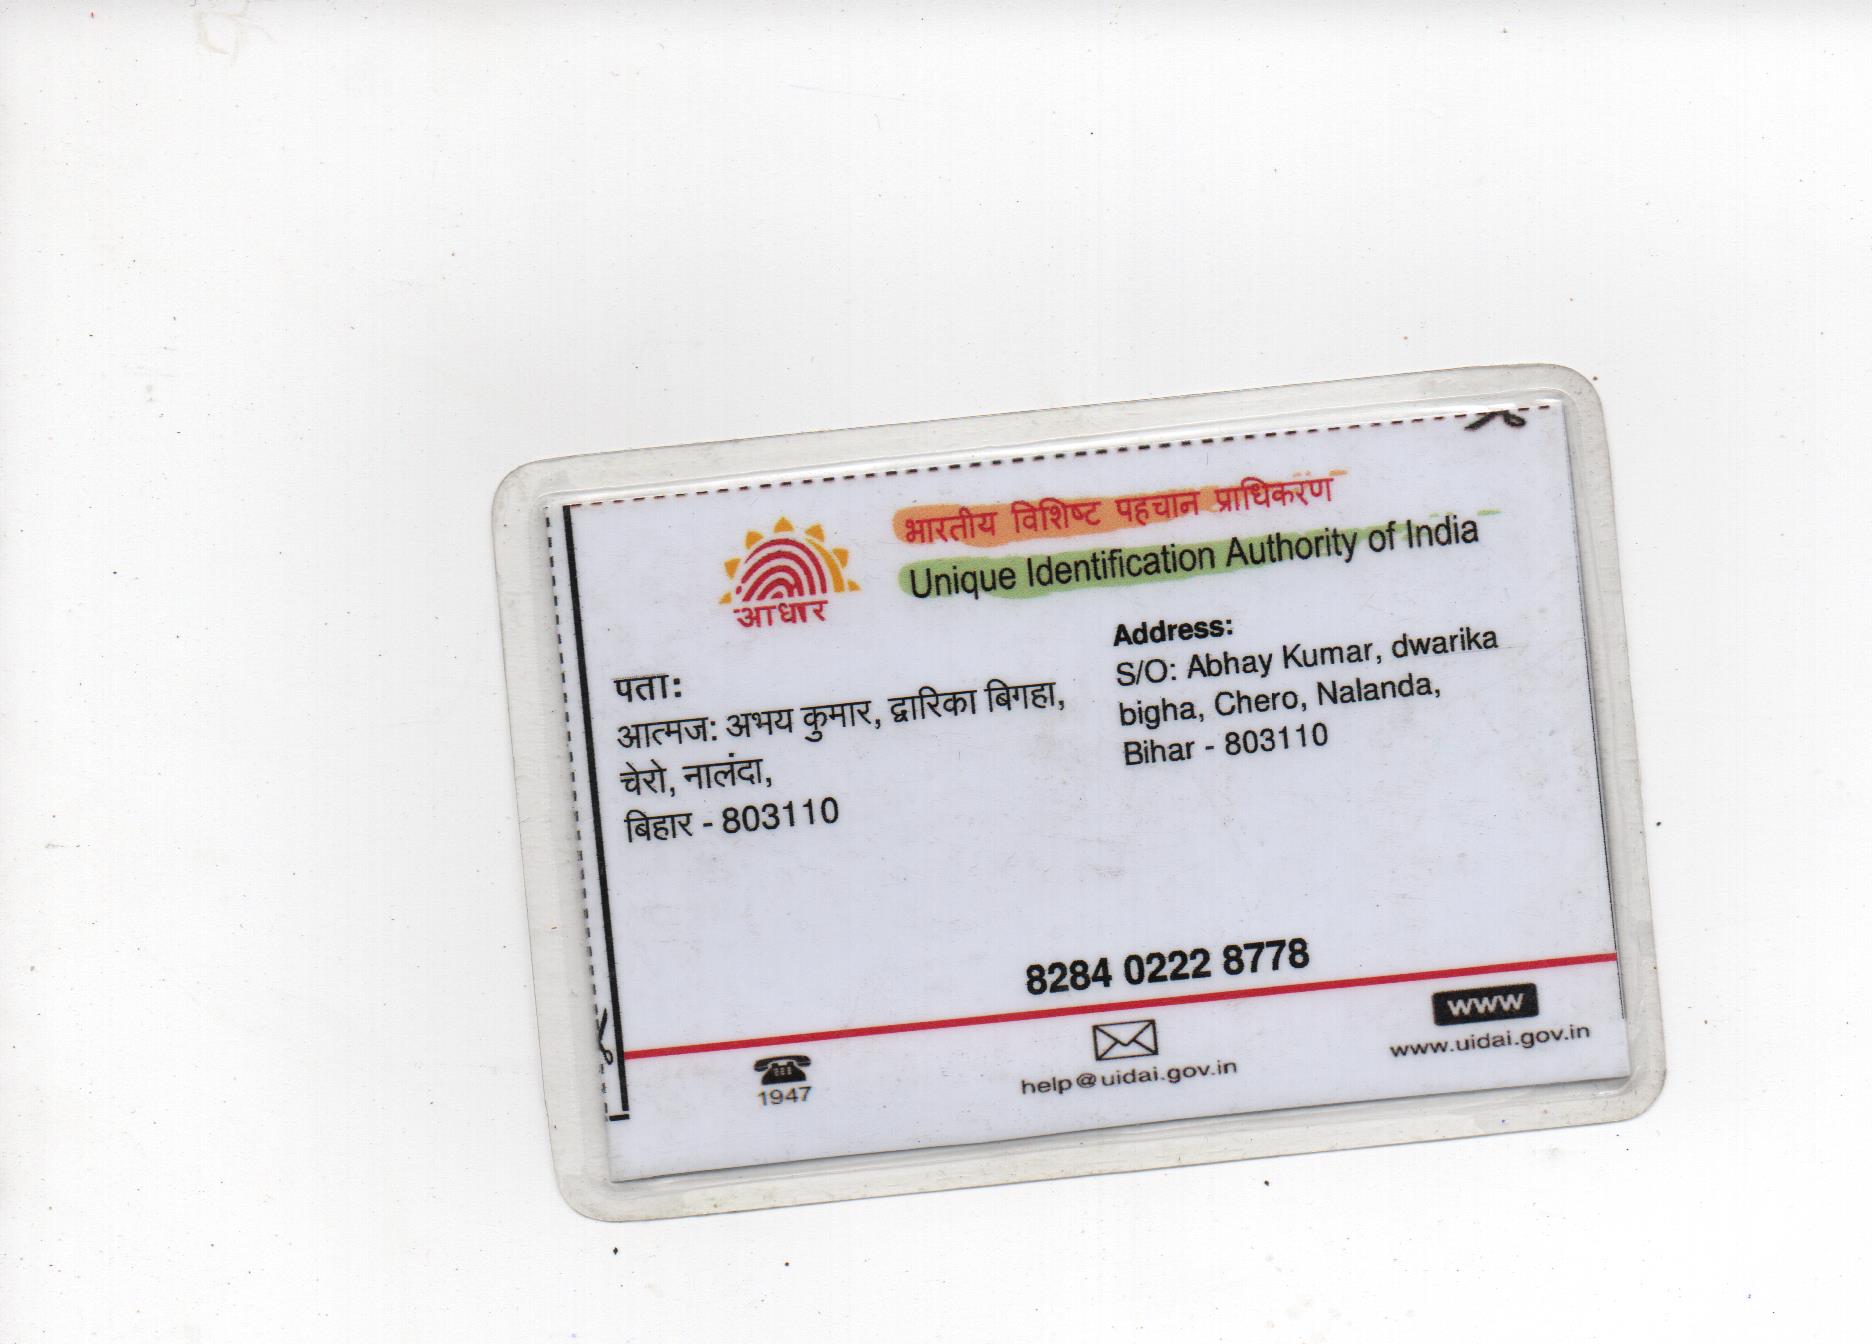 भारतीय विशिष्ट पहचान प्राधिकरण
Unique Identification Authority of India
आधार
पता:
आत्मज: अभय कुमार, द्वारिका बिगहा,
चेरो, नालंदा,
बिहार - 803110
Address:
S/O: Abhay Kumar, dwarika
bigha, Chero, Nalanda,
Bihar - 803110
8284 0222 8778
1947
help@uidai.gov.in
www
www.uidai.gov.in